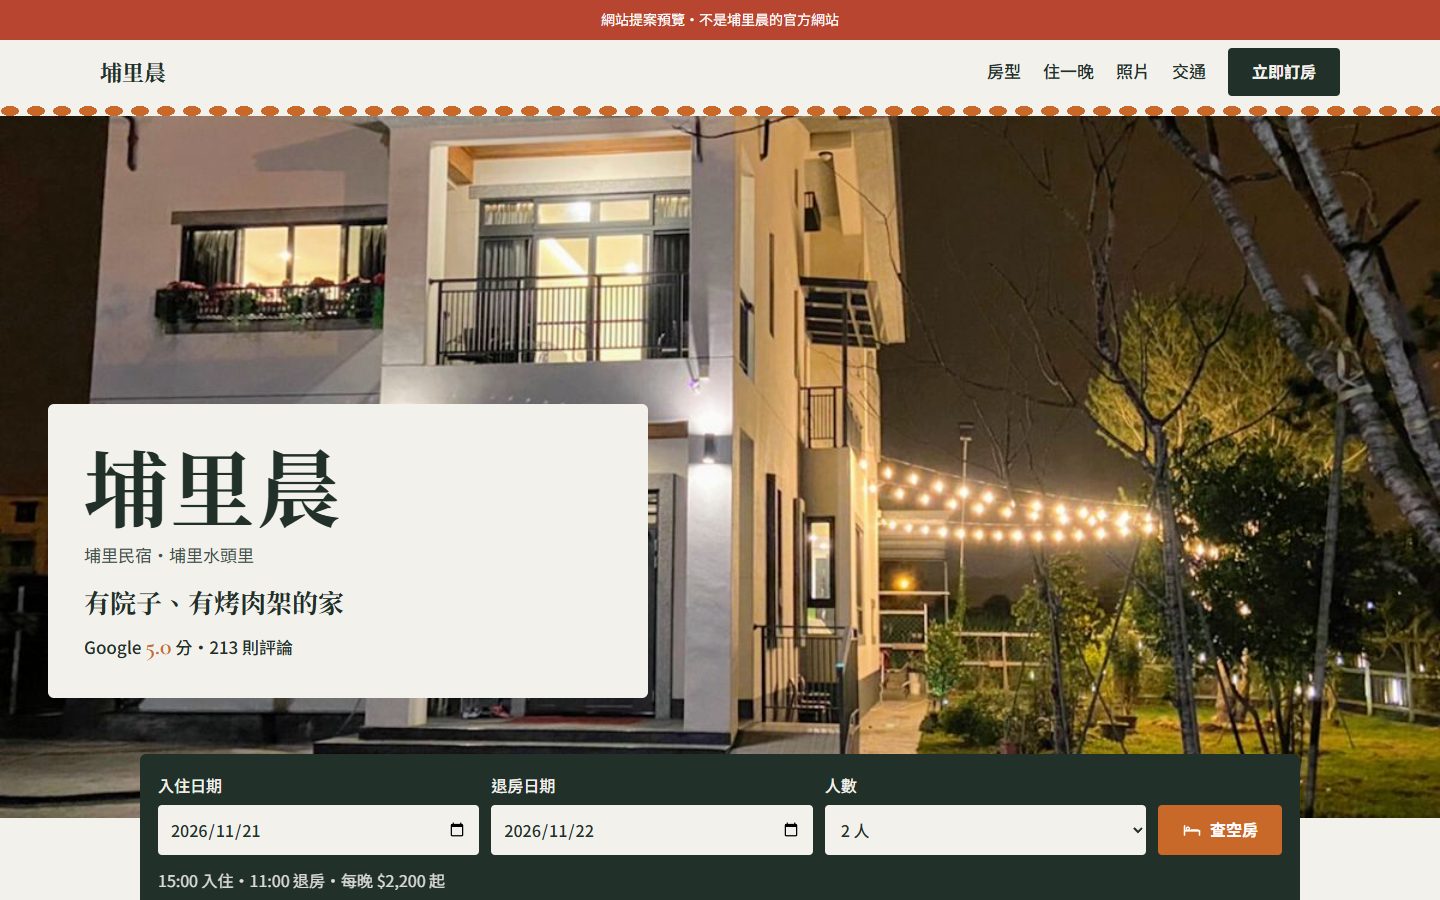 網站提案預覽・不是埔里晨的官方網站
埔里晨
房型 住一晚 照片 交通 立即訂房
埔里晨
埔里民宿・埔里水頭里
有院子、有烤肉架的家
Google 5.0 分・213 則評論
入住日期 退房日期 人數
2026/11/21 2026/11/22 2 人 查空房
15:00 入住・11:00 退房・每晚 $2,200 起